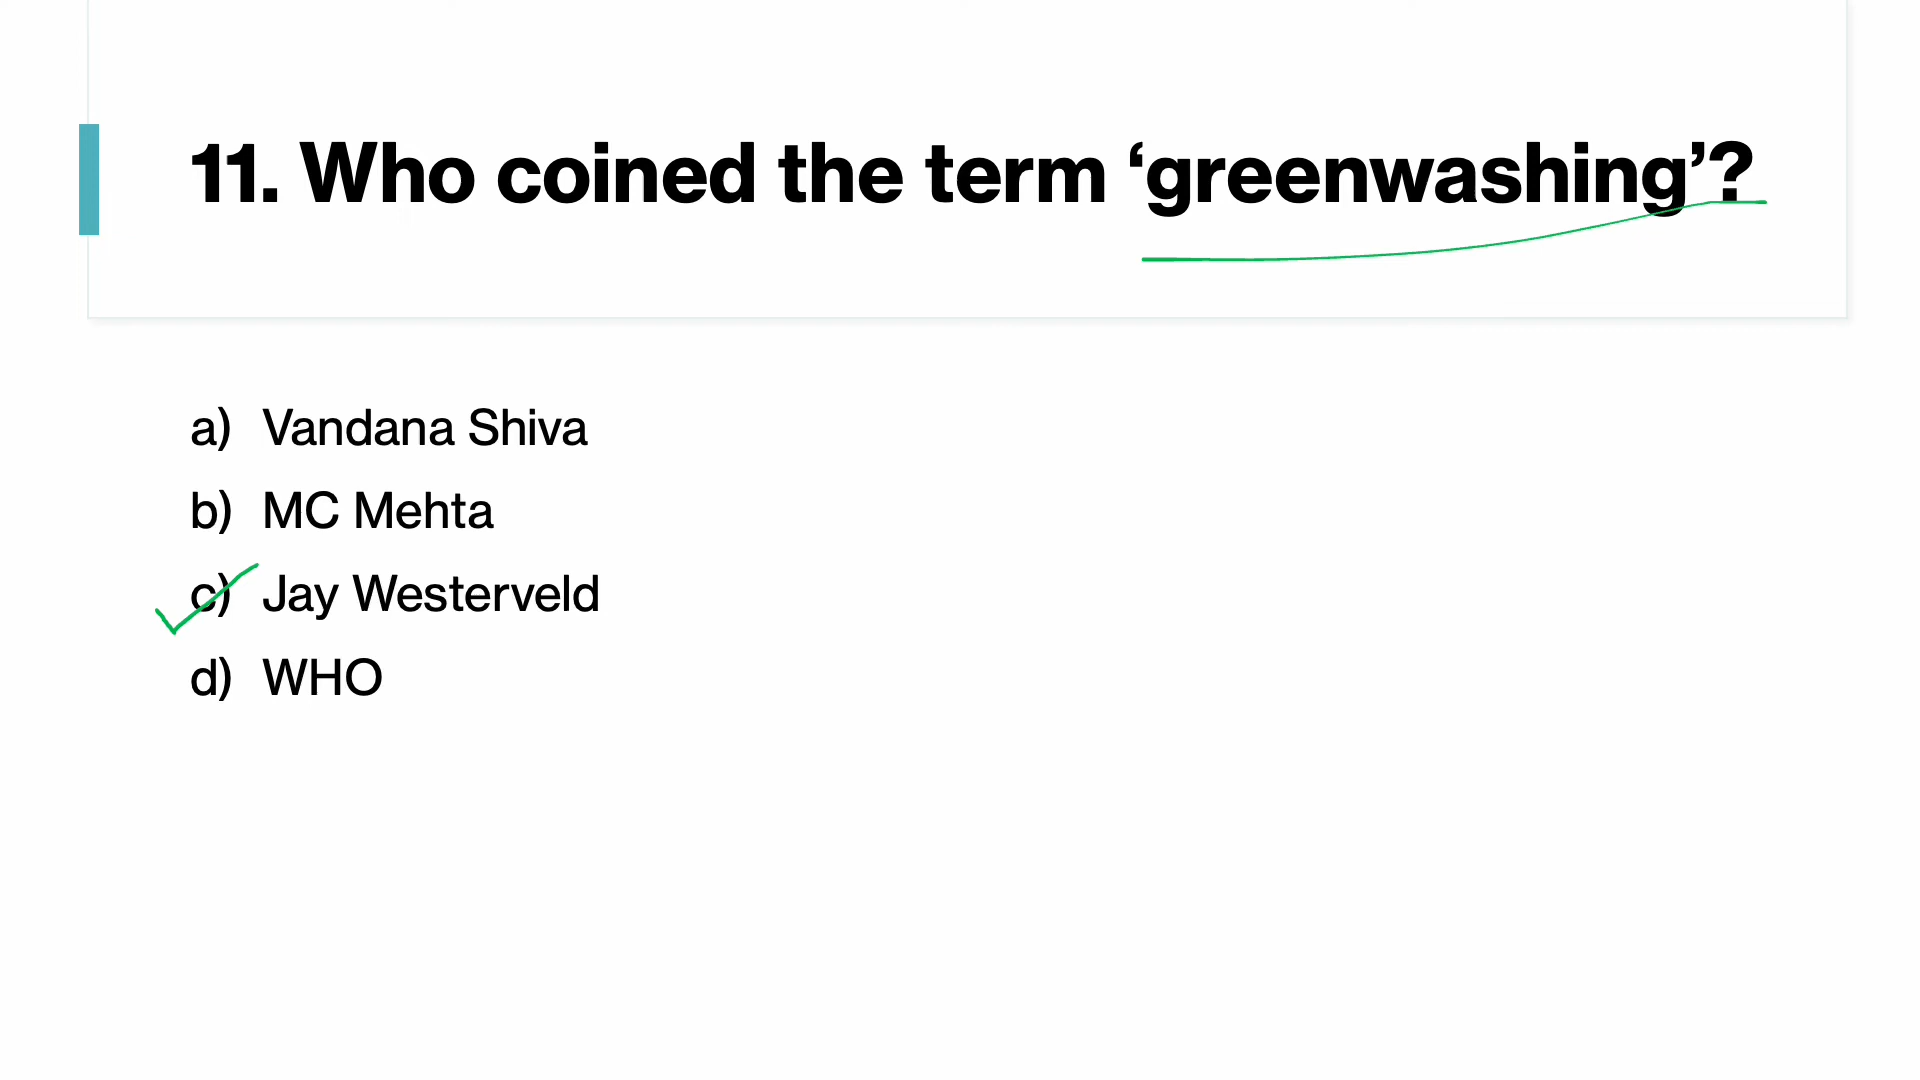 11. Who coined the term ‘greenwashing’?
a) Vandana Shiva
b) MC Mehta
c) Jay Westerveld
d) WHO